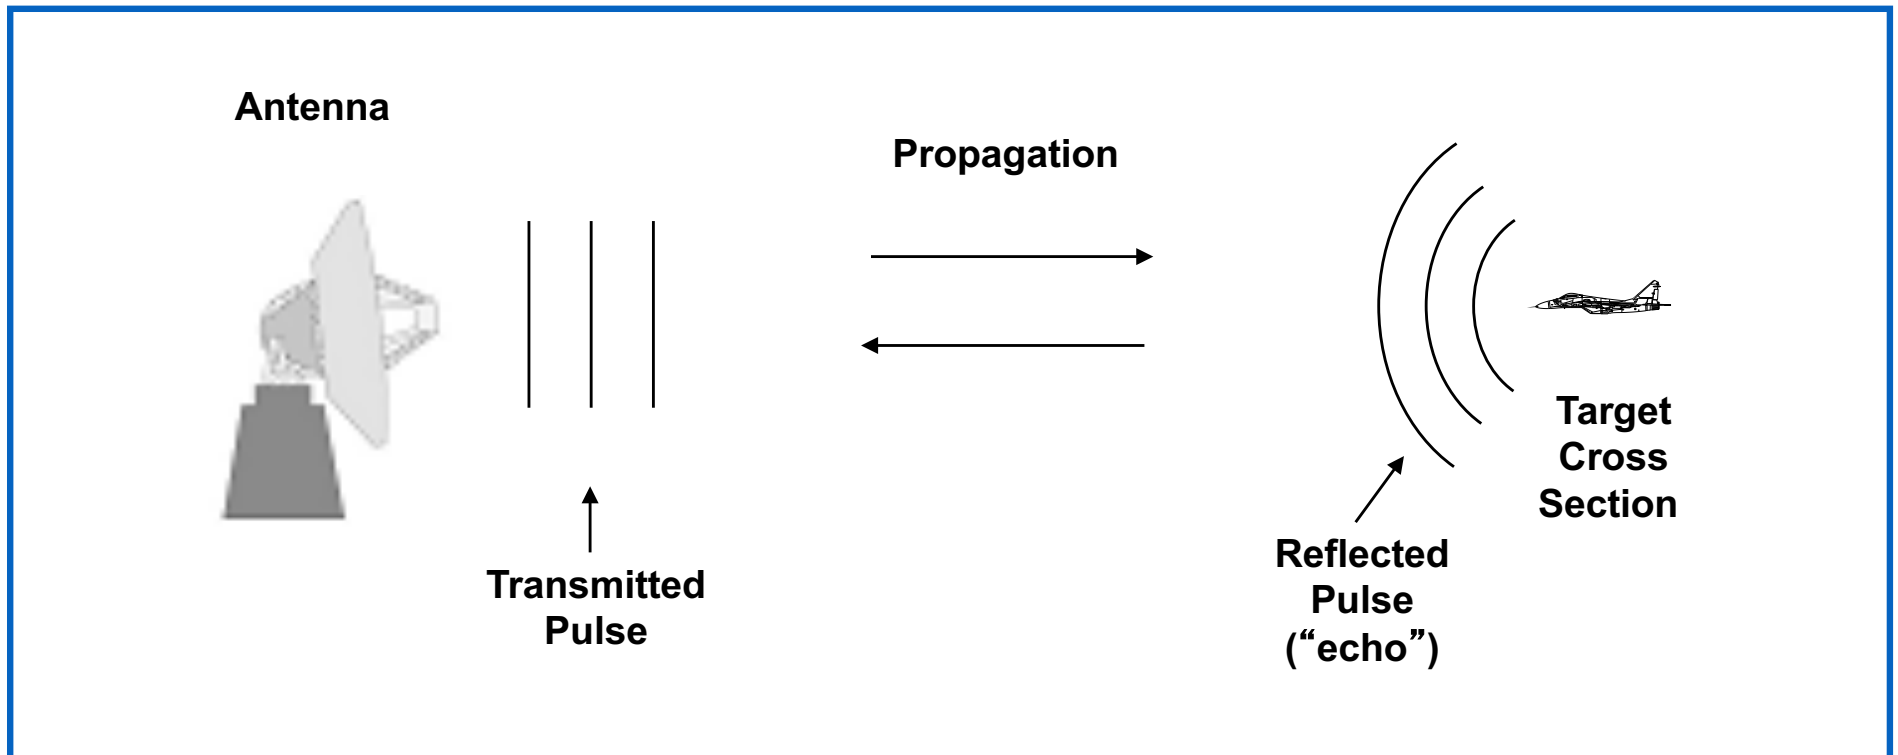 Antenna
Propagation
Transmitted
Pulse
Target
Cross
Section
Reflected
Pulse
(“echo”)